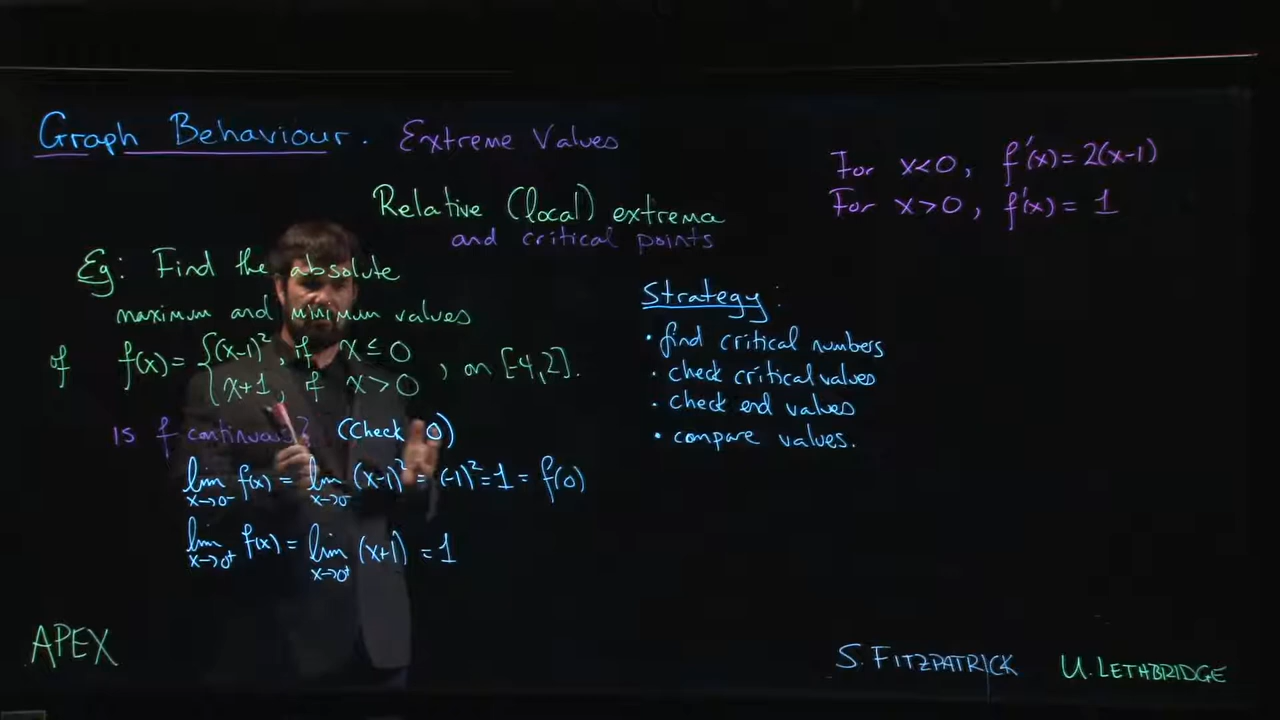 Graph Behaviour. Extreme Values
Relative (local) extrema
and critical points
Eg: Find the absolute
maximum and minimum values
of f(x) = { (x-1)², if x ≤ 0
x+1, if x > 0 , on [-4,2].
Is f continuous? (Check 0)
lim x→0⁻ f(x) = lim x→0⁻ (x-1)² = (-1)² = 1 = f(0)
lim x→0⁺ f(x) = lim x→0⁺ (x+1) = 1
For x<0, f'(x) = 2(x-1)
For x>0, f'(x) = 1
Strategy:
• find critical numbers
• check critical values
• check end values
• compare values.
APEX
S. FITZPATRICK
U. LETHBRIDGE